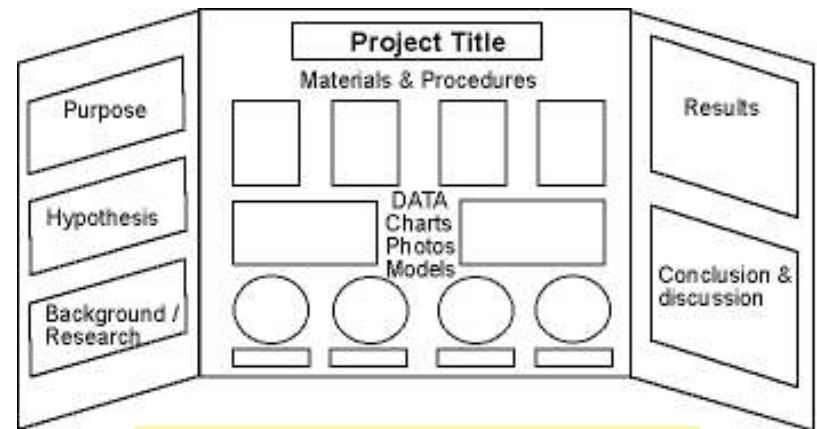 Project Title
Materials & Procedures
Purpose
Hypothesis
Background /
Research
DATA
Charts
Photos
Models
Results
Conclusion &
discussion